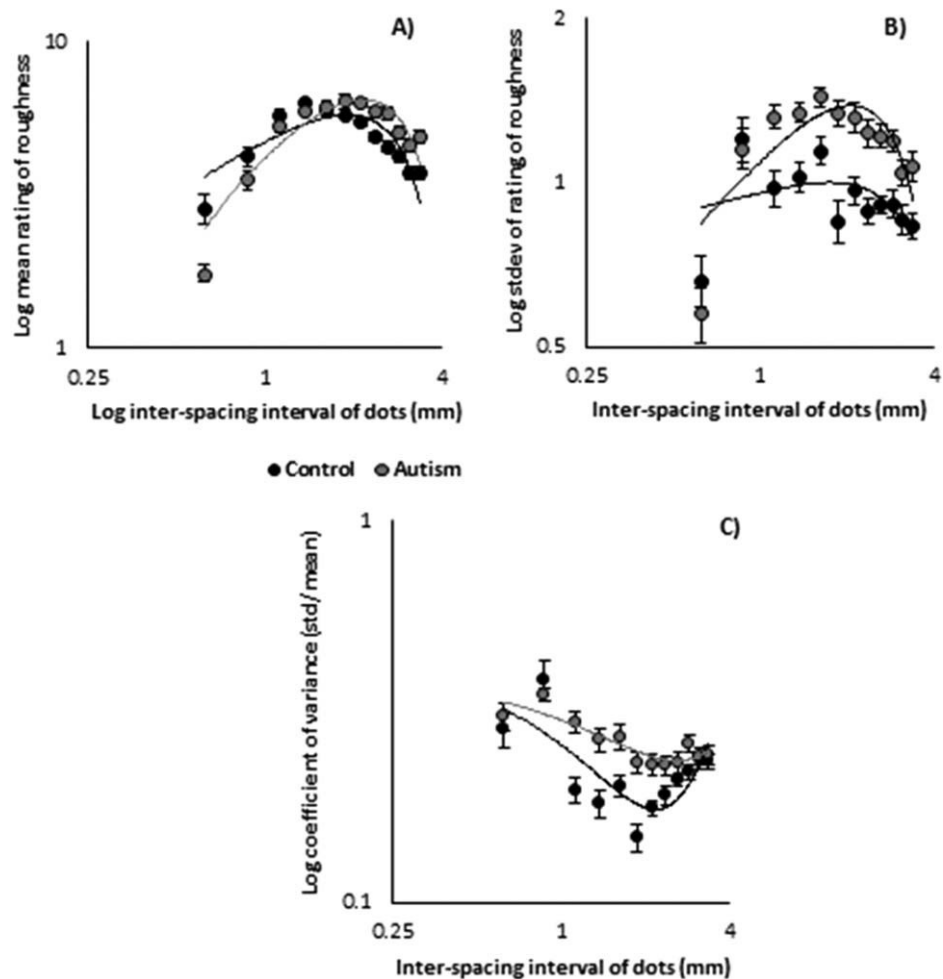 A)
10
Log mean rating of roughness
1
0.25 1 4
Log inter-spacing interval of dots (mm)
B)
2
Log stdev of rating of roughness
1
0.5
0.25 1 4
Inter-spacing interval of dots (mm)
Control Autism
C)
1
Log coefficient of variance (std/mean)
0.1
0.25 1 4
Inter-spacing interval of dots (mm)